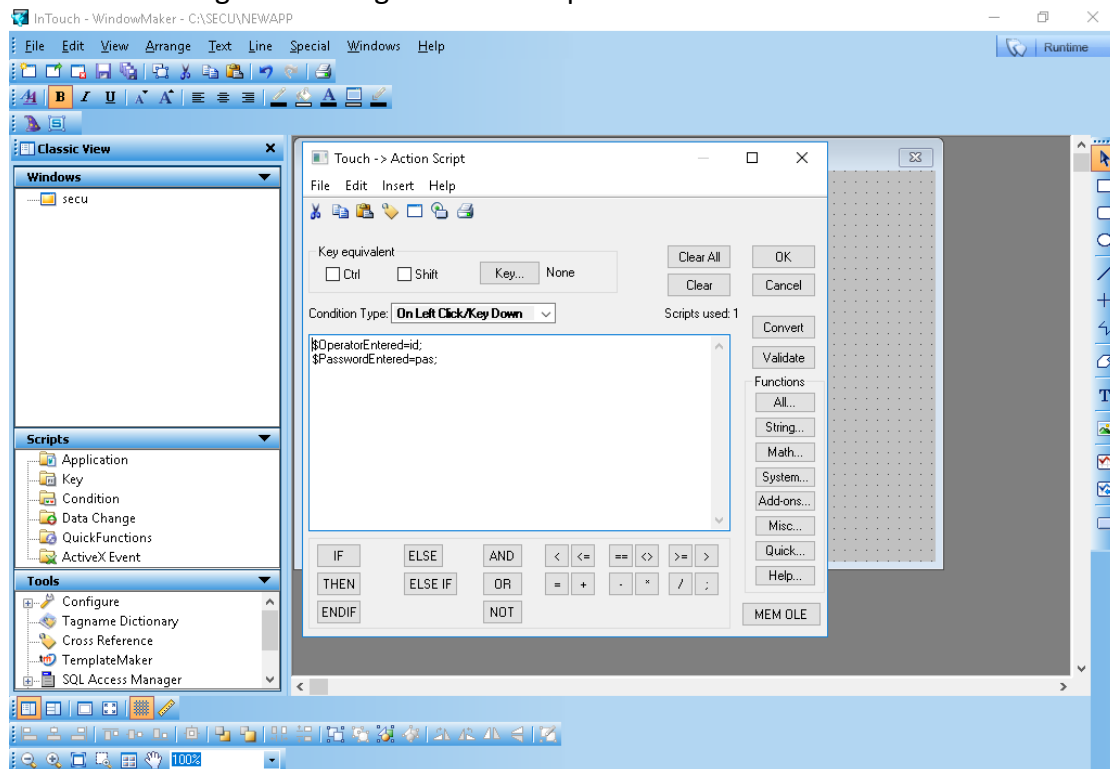 InTouch - WindowMaker - C:\SECU\NEWAPP
File Edit View Arrange Text Line Special Windows Help
Runtime
B I U A A
A
Classic View
Windows
secu
Scripts
Application
Key
Condition
Data Change
QuickFunctions
ActiveX Event
Tools
Configure
Tagname Dictionary
Cross Reference
TemplateMaker
SQL Access Manager
Touch -> Action Script
File Edit Insert Help
Key equivalent
Ctrl Shift Key... None
Clear All OK
Clear Cancel
Condition Type: On Left Click/Key Down Scripts used: 1
Convert
$OperatorEntered=id;
$PasswordEntered=pas;
Validate
Functions
All...
String...
Math...
System...
Add-ons...
Misc...
Quick...
Help...
IF ELSE AND < <= == <> >= >
THEN ELSE IF OR = + - * / ;
ENDIF NOT
MEM OLE
T
100%